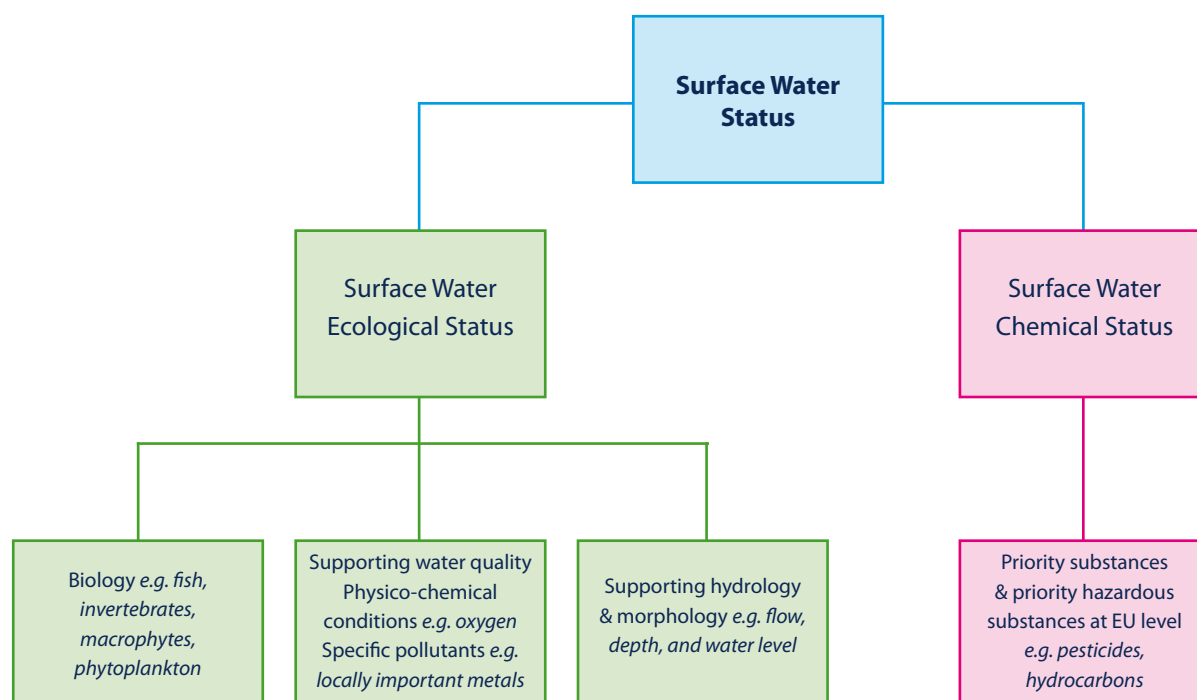 Surface Water
Status
Surface Water
Ecological Status
Surface Water
Chemical Status
Biology e.g. fish,
invertebrates,
macrophytes,
phytoplankton
Supporting water quality
Physico-chemical
conditions e.g. oxygen
Specific pollutants e.g.
locally important metals
Supporting hydrology
& morphology e.g. flow,
depth, and water level
Priority substances
& priority hazardous
substances at EU level
e.g. pesticides,
hydrocarbons